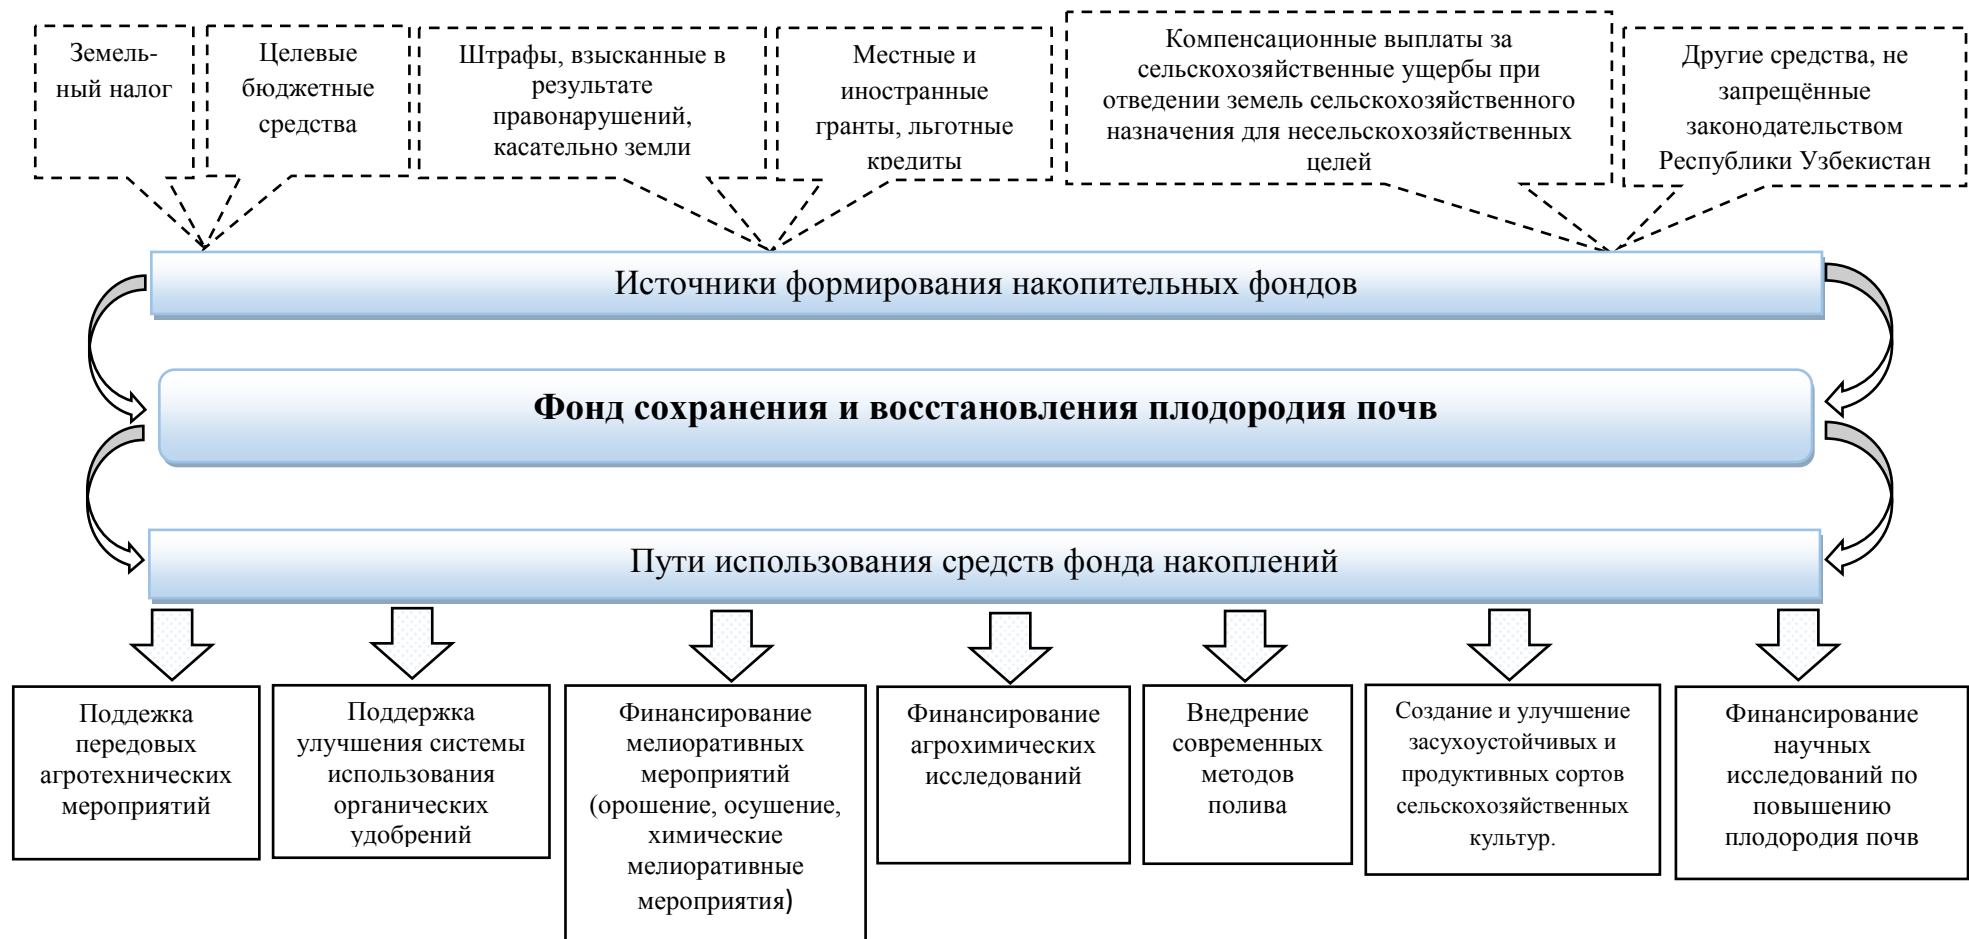 Земель-
ный налог
Целевые
бюджетные
средства
Штрафы, взысканные в
результате
правонарушений,
касательно земли
Местные и
иностранные
гранты, льготные
кредиты
Компенсационные выплаты за
сельскохозяйственные ущербы при
отведении земель сельскохозяйственного
назначения для несельскохозяйственных
целей
Другие средства, не
запрещённые
законодательством
Республики Узбекистан
Источники формирования накопительных фондов
Фонд сохранения и восстановления плодородия почв
Пути использования средств фонда накоплений
Поддежка
передовых
агротехнических
мероприятий
Поддержка
улучшения системы
использования
органических
удобрений
Финансирование
мелиоративных
мероприятий
(орошение, осушение,
химические
мелиоративные
мероприятия)
Финансирование
агрохимических
исследований
Внедрение
современных
методов
полива
Создание и улучшение
засухоустойчивых и
продуктивных сортов
сельскохозяйственных
культур.
Финансирование
научных
исследований по
повышению
плодородия почв